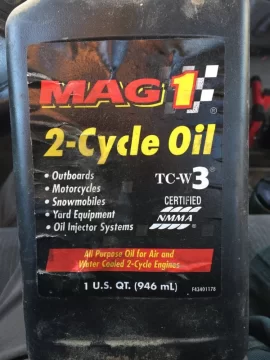 MAG 1®
2-Cycle Oil
• Outboards
• Motorcycles
• Snowmobiles
• Yard Equipment
• Oil Injector Systems
TC-W3®
CERTIFIED
NMMA
All Purpose Oil for Air and
Water Cooled 2-Cycle Engines
1 U.S. QT. (946 mL)
F43401178